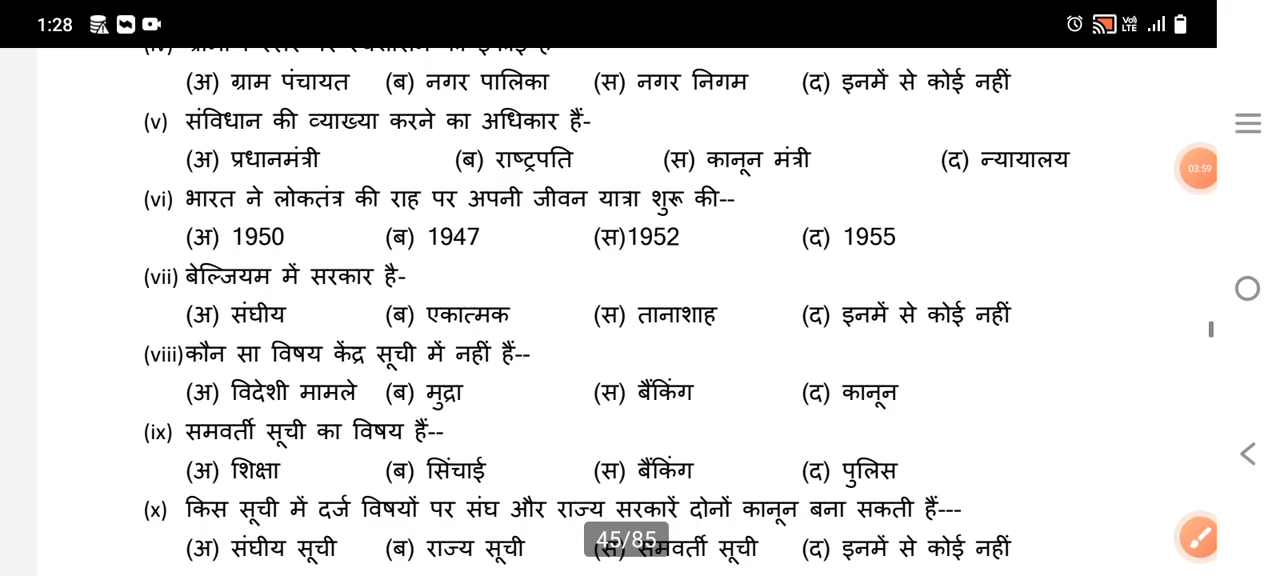 1:28 Vol) LTE
(अ) ग्राम पंचायत (ब) नगर पालिका (स) नगर निगम (द) इनमें से कोई नहीं
(v) संविधान की व्याख्या करने का अधिकार हैं-
(अ) प्रधानमंत्री (ब) राष्ट्रपति (स) कानून मंत्री (द) न्यायालय
03:59
(vi) भारत ने लोकतंत्र की राह पर अपनी जीवन यात्रा शुरू की--
(अ) 1950 (ब) 1947 (स)1952 (द) 1955
(vii) बेल्जियम में सरकार है-
(अ) संघीय (ब) एकात्मक (स) तानाशाह (द) इनमें से कोई नहीं
(viii)कौन सा विषय केंद्र सूची में नहीं हैं--
(अ) विदेशी मामले (ब) मुद्रा (स) बैंकिंग (द) कानून
(ix) समवर्ती सूची का विषय हैं--
(अ) शिक्षा (ब) सिंचाई (स) बैंकिंग (द) पुलिस
(x) किस सूची में दर्ज विषयों पर संघ और राज्य सरकारें दोनों कानून बना सकती हैं---
45/85
(अ) संघीय सूची (ब) राज्य सूची (स) समवर्ती सूची (द) इनमें से कोई नहीं